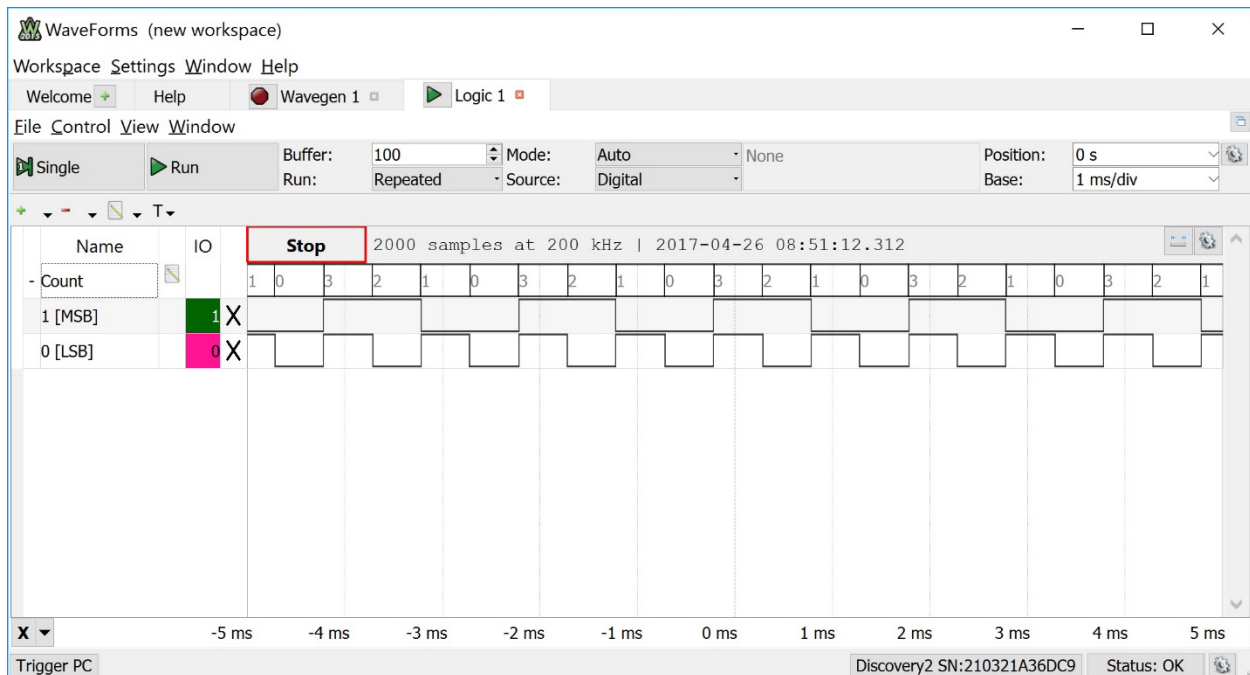 WaveForms (new workspace)
Workspace Settings Window Help
Welcome Help Wavegen 1 Logic 1
File Control View Window
Single Run Buffer: 100 Mode: Auto None Position: 0 s
Run: Repeated Source: Digital Base: 1 ms/div
T
Name IO Stop 2000 samples at 200 kHz | 2017-04-26 08:51:12.312
- Count 1 0 3 2 1 0 3 2 1 0 3 2 1 0 3 2 1 0 3 2 1
1 [MSB] 1 X
0 [LSB] 0 X
X -5 ms -4 ms -3 ms -2 ms -1 ms 0 ms 1 ms 2 ms 3 ms 4 ms 5 ms
Trigger PC Discovery2 SN:210321A36DC9 Status: OK